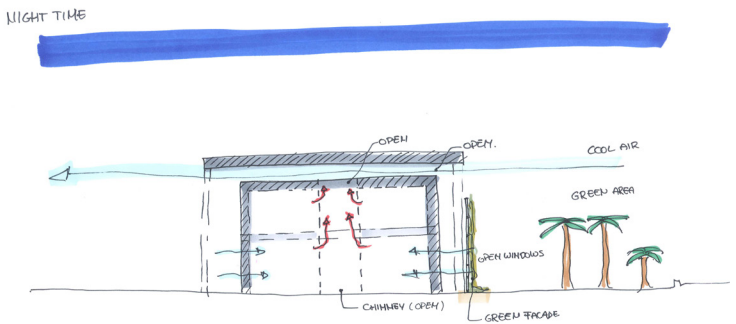 NIGHT TIME
OPEN
OPEN.
COOL AIR
GREEN AREA
OPEN WINDOWS
CHIMNEY (OPEN)
GREEN FACADE